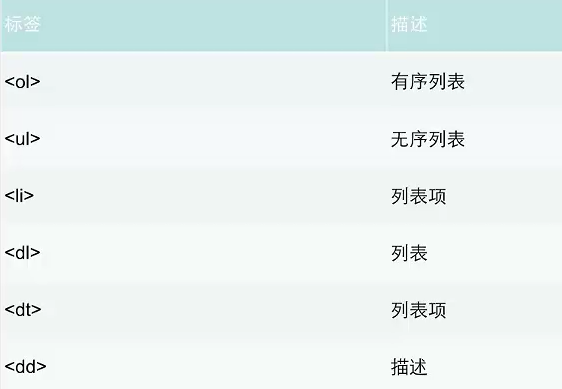 标签 描述
<ol> 有序列表
<ul> 无序列表
<li> 列表项
<dl> 列表
<dt> 列表项
<dd> 描述